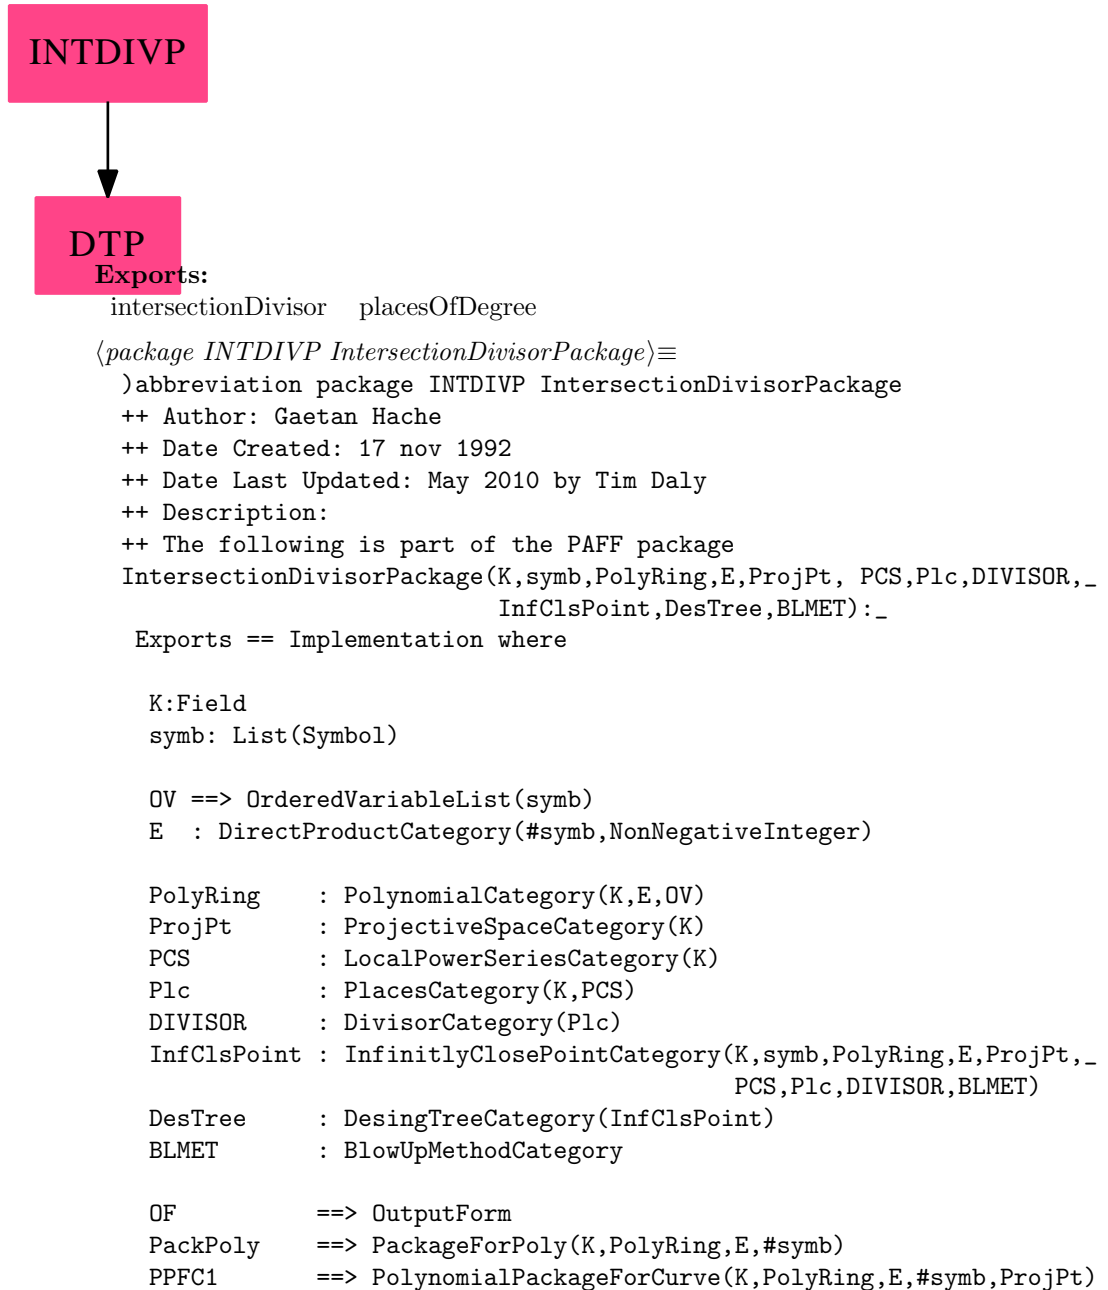 INTDIVP
DTP
Exports:
intersectionDivisor placesOfDegree
⟨package INTDIVP IntersectionDivisorPackage⟩≡
)abbreviation package INTDIVP IntersectionDivisorPackage
++ Author: Gaetan Hache
++ Date Created: 17 nov 1992
++ Date Last Updated: May 2010 by Tim Daly
++ Description:
++ The following is part of the PAFF package
IntersectionDivisorPackage(K,symb,PolyRing,E,ProjPt, PCS,Plc,DIVISOR,_
InfClsPoint,DesTree,BLMET):_
Exports == Implementation where
K:Field
symb: List(Symbol)
OV ==> OrderedVariableList(symb)
E : DirectProductCategory(#symb,NonNegativeInteger)
PolyRing : PolynomialCategory(K,E,OV)
ProjPt : ProjectiveSpaceCategory(K)
PCS : LocalPowerSeriesCategory(K)
Plc : PlacesCategory(K,PCS)
DIVISOR : DivisorCategory(Plc)
InfClsPoint : InfinitlyClosePointCategory(K,symb,PolyRing,E,ProjPt,_
PCS,Plc,DIVISOR,BLMET)
DesTree : DesingTreeCategory(InfClsPoint)
BLMET : BlowUpMethodCategory
OF ==> OutputForm
PackPoly ==> PackageForPoly(K,PolyRing,E,#symb)
PPFC1 ==> PolynomialPackageForCurve(K,PolyRing,E,#symb,ProjPt)